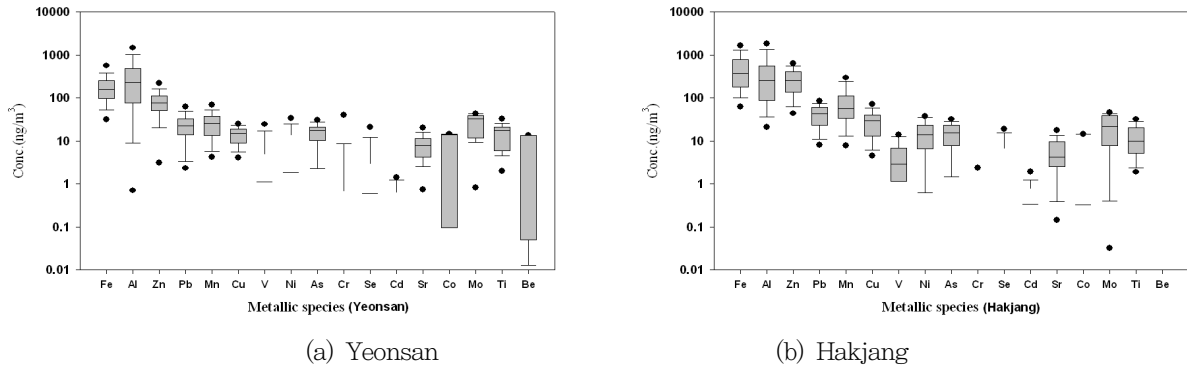 10000
1000
100
10
1
0.1
0.01
Conc.(ng/m³)
Fe Al Zn Pb Mn Cu V Ni As Cr Se Cd Sr Co Mo Ti Be
Metallic species (Yeonsan)
(a) Yeonsan
10000
1000
100
10
1
0.1
0.01
Conc.(ng/m³)
Fe Al Zn Pb Mn Cu V Ni As Cr Se Cd Sr Co Mo Ti Be
Metallic species (Hakjang)
(b) Hakjang